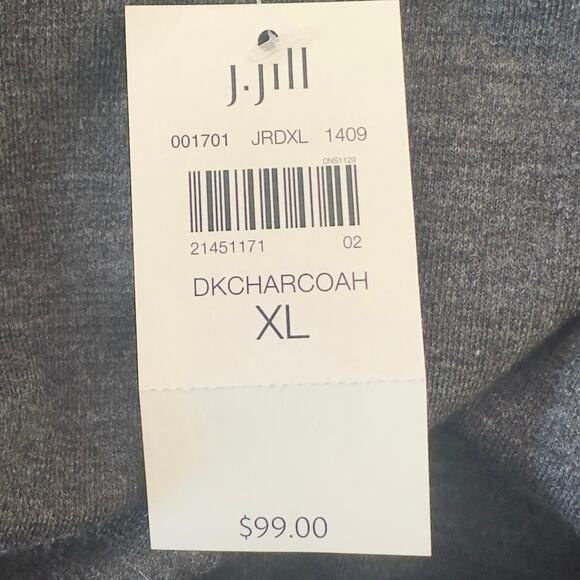 J.Jill
001701 JRDXL 1409
DNS1129
21451171 02
DKCHARCOAH
XL
$99.00